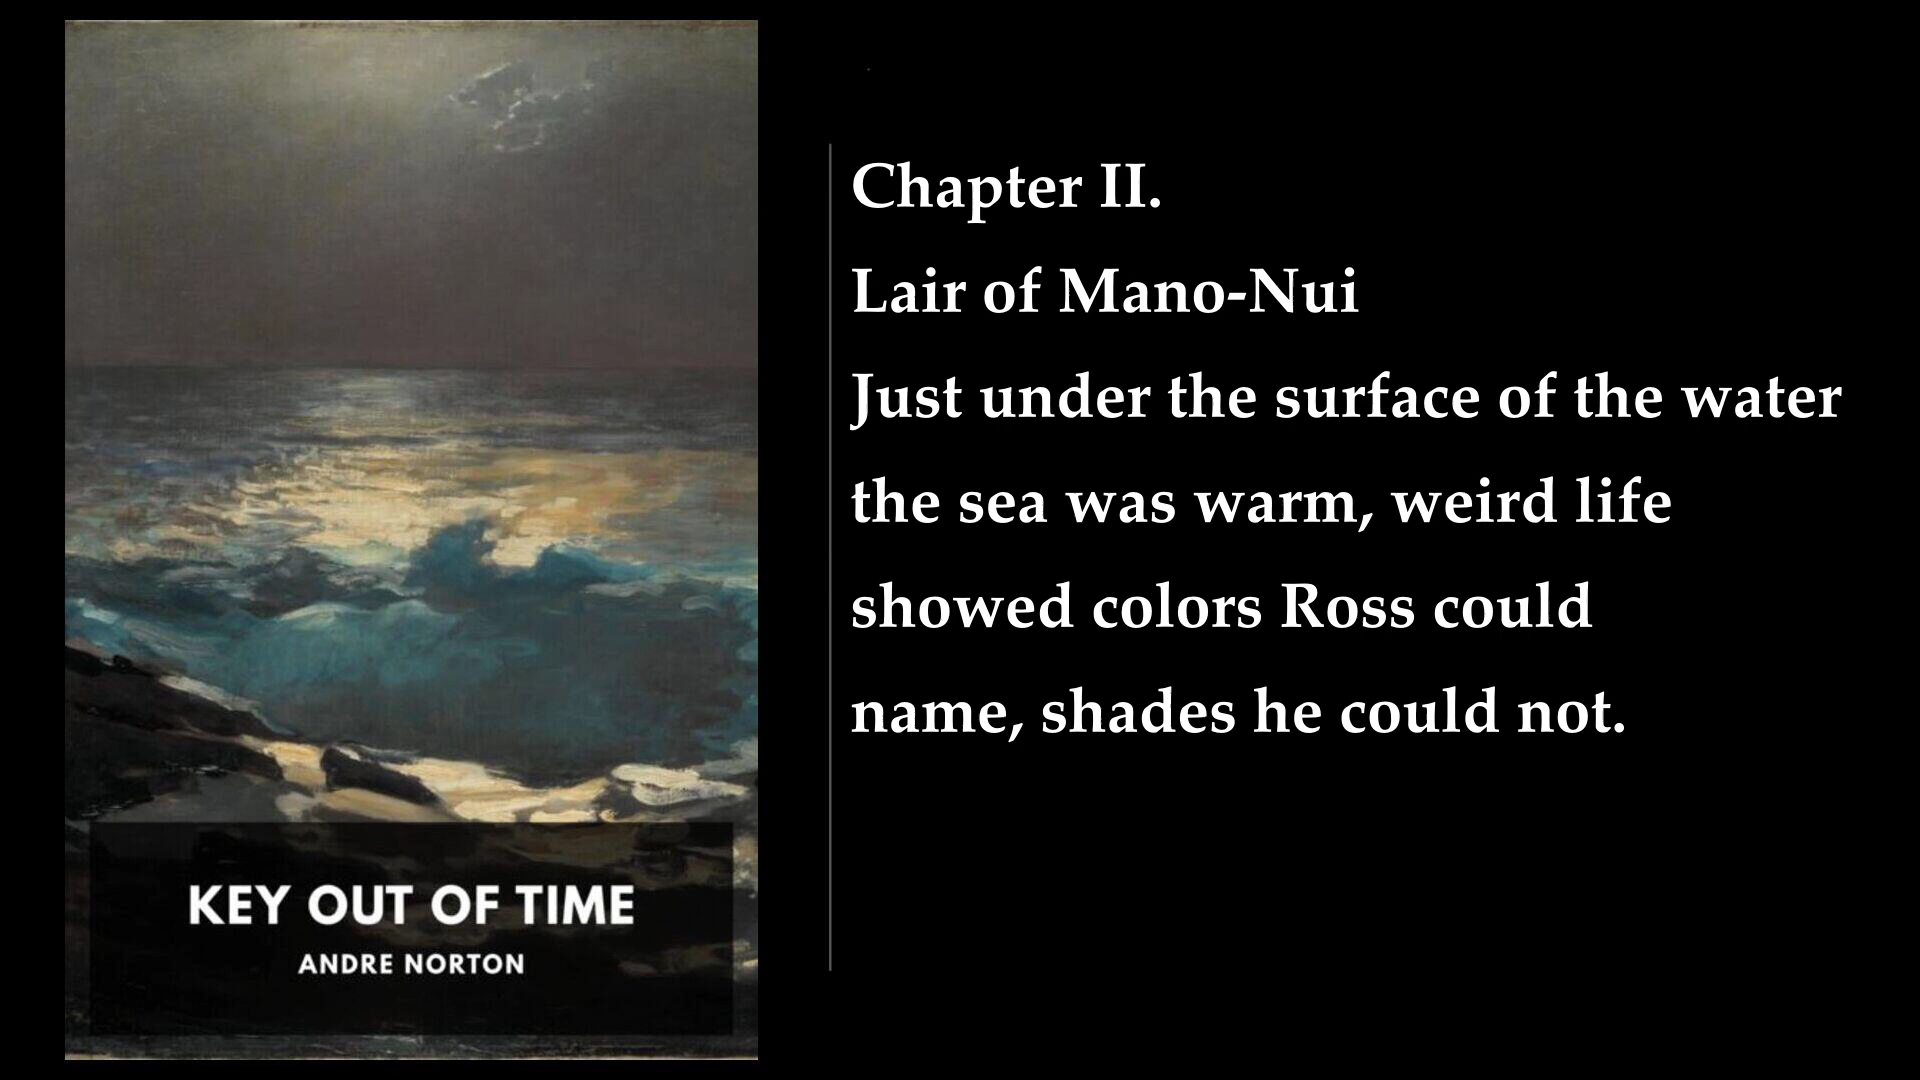 Chapter II.
Lair of Mano-Nui
Just under the surface of the water
the sea was warm, weird life
showed colors Ross could
name, shades he could not.
KEY OUT OF TIME
ANDRE NORTON